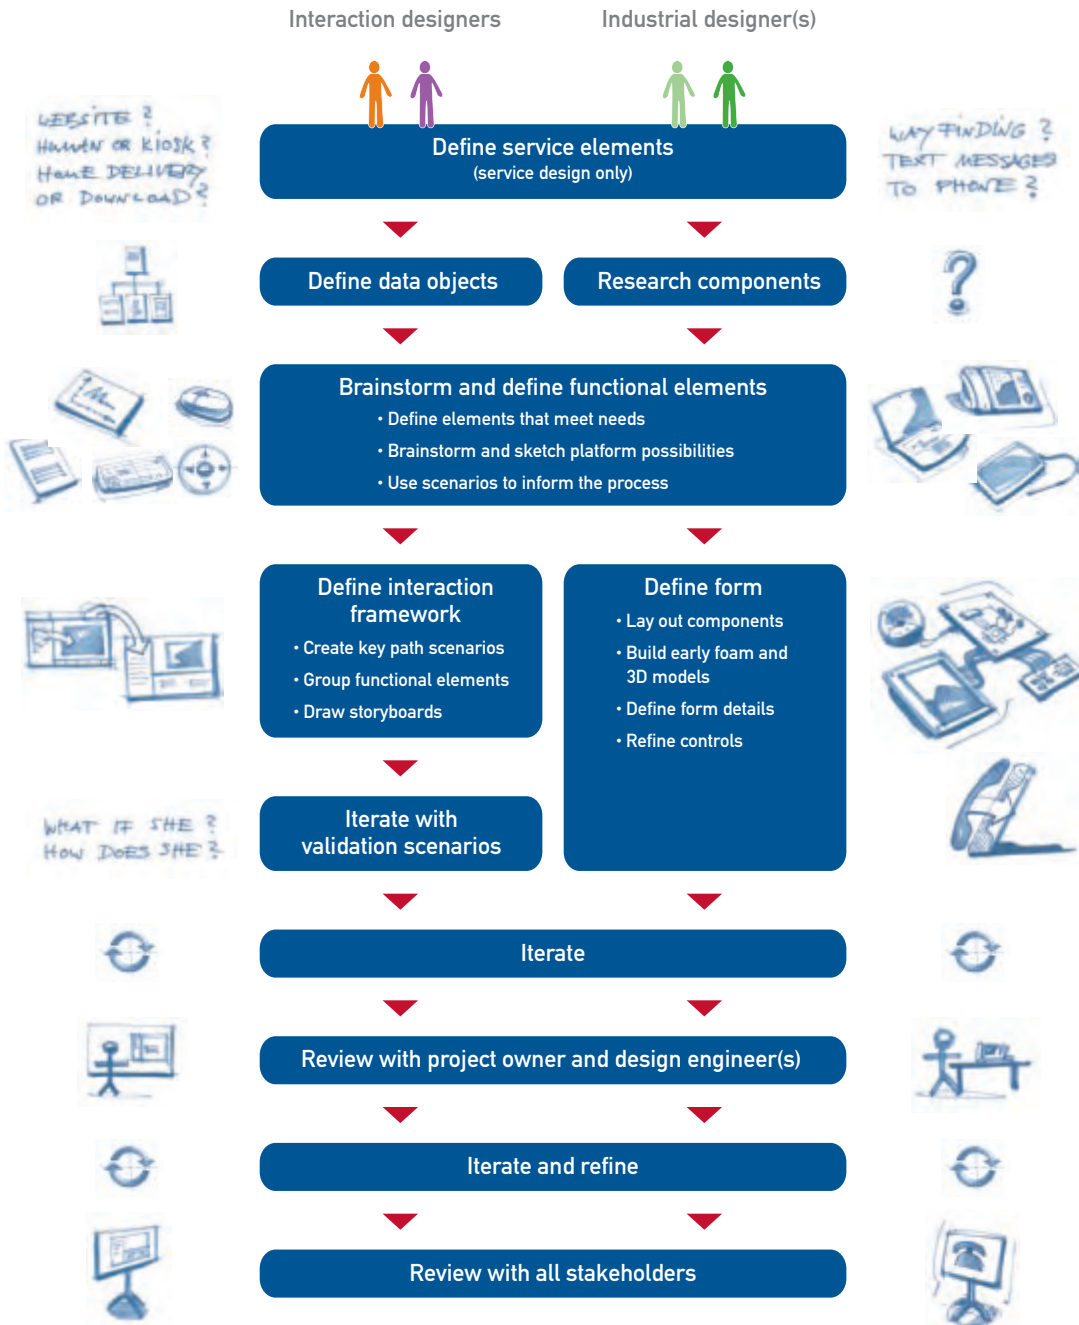 Interaction designers
Industrial designer(s)
WEBSITE ?
HUMAN OR KIOSK ?
HOME DELIVERY
OR DOWNLOAD ?
Define service elements
(service design only)
WAY FINDING ?
TEXT MESSAGES
TO PHONE ?
Define data objects
Research components
?
Brainstorm and define functional elements
• Define elements that meet needs
• Brainstorm and sketch platform possibilities
• Use scenarios to inform the process
Define interaction
framework
• Create key path scenarios
• Group functional elements
• Draw storyboards
Define form
• Lay out components
• Build early foam and
3D models
• Define form details
• Refine controls
WHAT IF SHE ?
HOW DOES SHE ?
Iterate with
validation scenarios
Iterate
Review with project owner and design engineer(s)
Iterate and refine
Review with all stakeholders